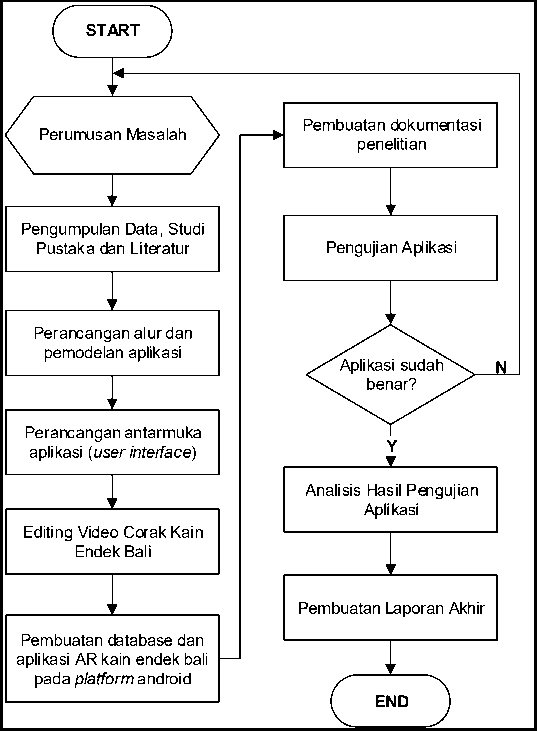 START
Perumusan Masalah
Pengumpulan Data, Studi
Pustaka dan Literatur
Perancangan alur dan
pemodelan aplikasi
Perancangan antarmuka
aplikasi (user interface)
Editing Video Corak Kain
Endek Bali
Pembuatan database dan
aplikasi AR kain endek bali
pada platform android
Pembuatan dokumentasi
penelitian
Pengujian Aplikasi
Aplikasi sudah
benar?
N
Y
Analisis Hasil Pengujian
Aplikasi
Pembuatan Laporan Akhir
END